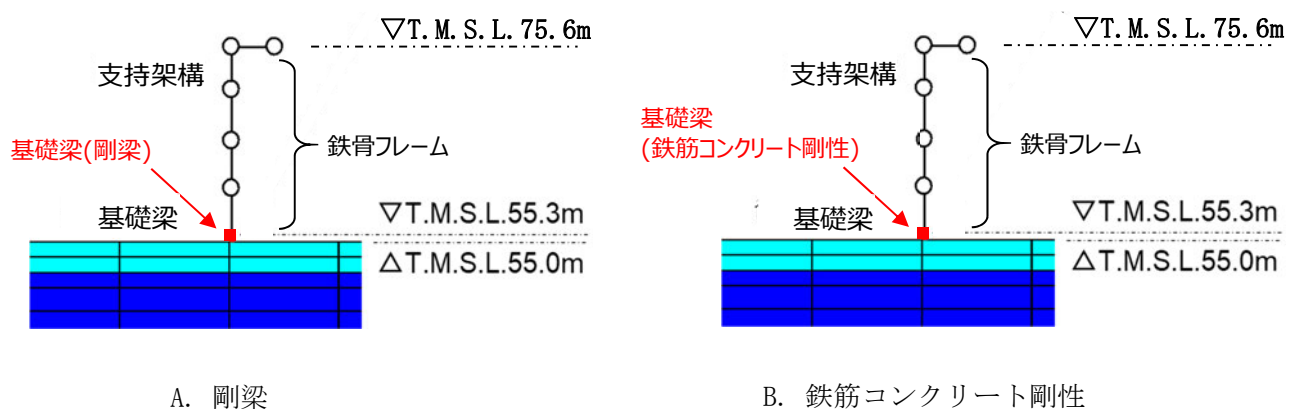 ▽T.M.S.L.75.6m
支持架構
基礎梁(剛梁)
鉄骨フレーム
基礎梁
▽T.M.S.L.55.3m
△T.M.S.L.55.0m
A. 剛梁
▽T.M.S.L.75.6m
支持架構
基礎梁
(鉄筋コンクリート剛性)
鉄骨フレーム
基礎梁
▽T.M.S.L.55.3m
△T.M.S.L.55.0m
B. 鉄筋コンクリート剛性